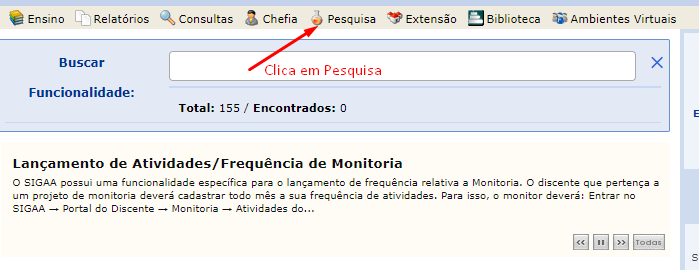 Ensino Relatórios Consultas Chefia Pesquisa Extensão Biblioteca Ambientes Virtuais
Buscar
Funcionalidade:
Clica em Pesquisa
Total: 155 / Encontrados: 0
Lançamento de Atividades/Frequência de Monitoria
O SIGAA possui uma funcionalidade específica para o lançamento de frequência relativa a Monitoria. O discente que pertença a
um projeto de monitoria deverá cadastrar todo mês a sua frequência de atividades. Para isso, o monitor deverá: Entrar no
SIGAA → Portal do Discente → Monitoria → Atividades do...
Todas
E
S